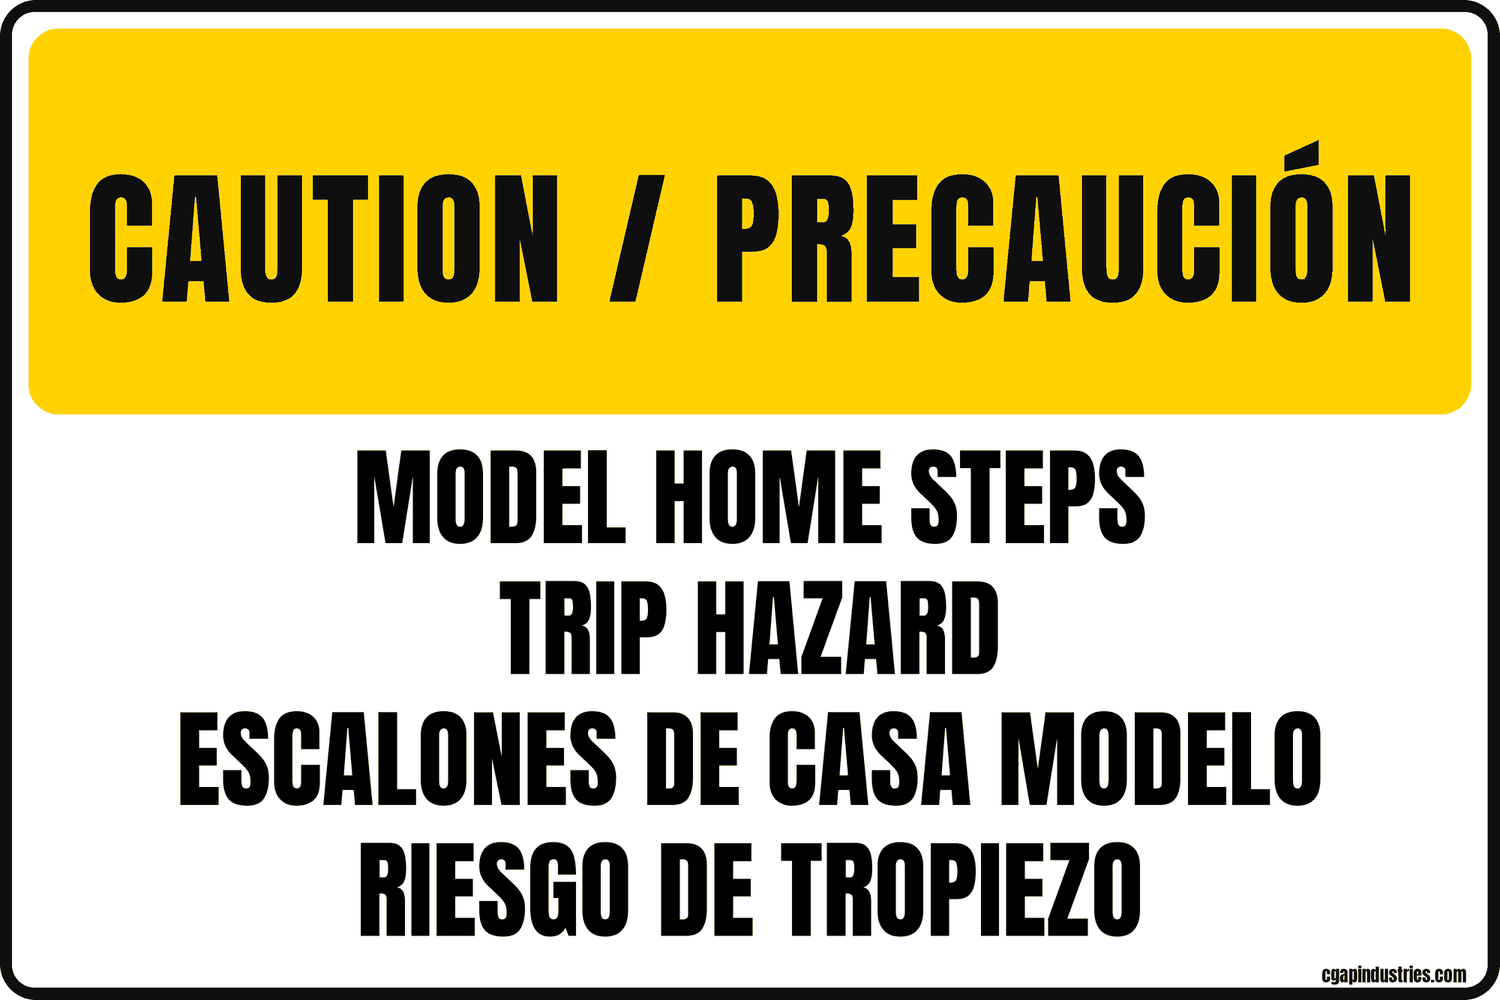 CAUTION / PRECAUCIÓN
MODEL HOME STEPS
TRIP HAZARD
ESCALONES DE CASA MODELO
RIESGO DE TROPIEZO
cgapindustries.com